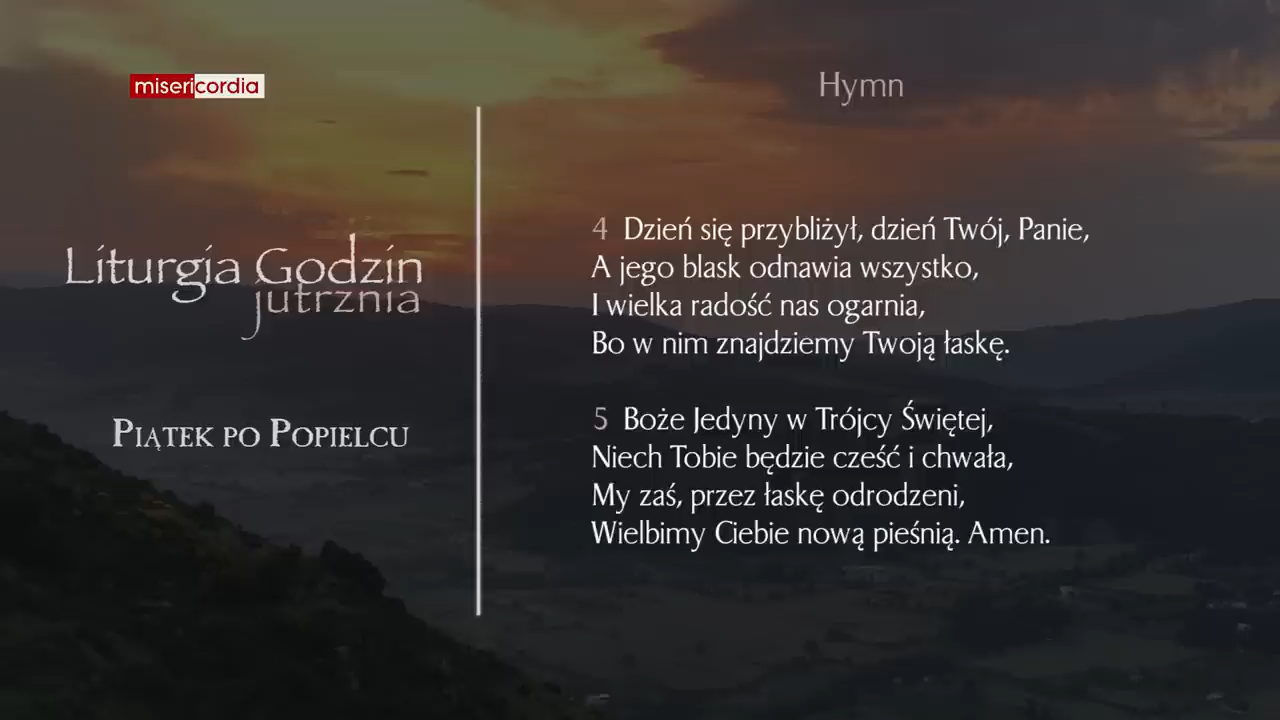 misericordia
Liturgia Godzin
jutrznia
Piątek po Popielcu
Hymn
4 Dzień się przybliżył, dzień Twój, Panie,
A jego blask odnawia wszystko,
I wielka radość nas ogarnia,
Bo w nim znajdziemy Twoją łaskę.
5 Boże Jedyny w Trójcy Świętej,
Niech Tobie będzie cześć i chwała,
My zaś, przez łaskę odrodzeni,
Wielbimy Ciebie nową pieśnią. Amen.